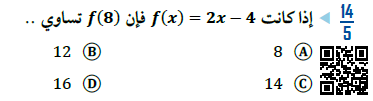 14/5 إذا كانت f(x) = 2x − 4 فإن f(8) تساوي ..
8 Ⓐ 12 Ⓑ
14 Ⓒ 16 Ⓓ